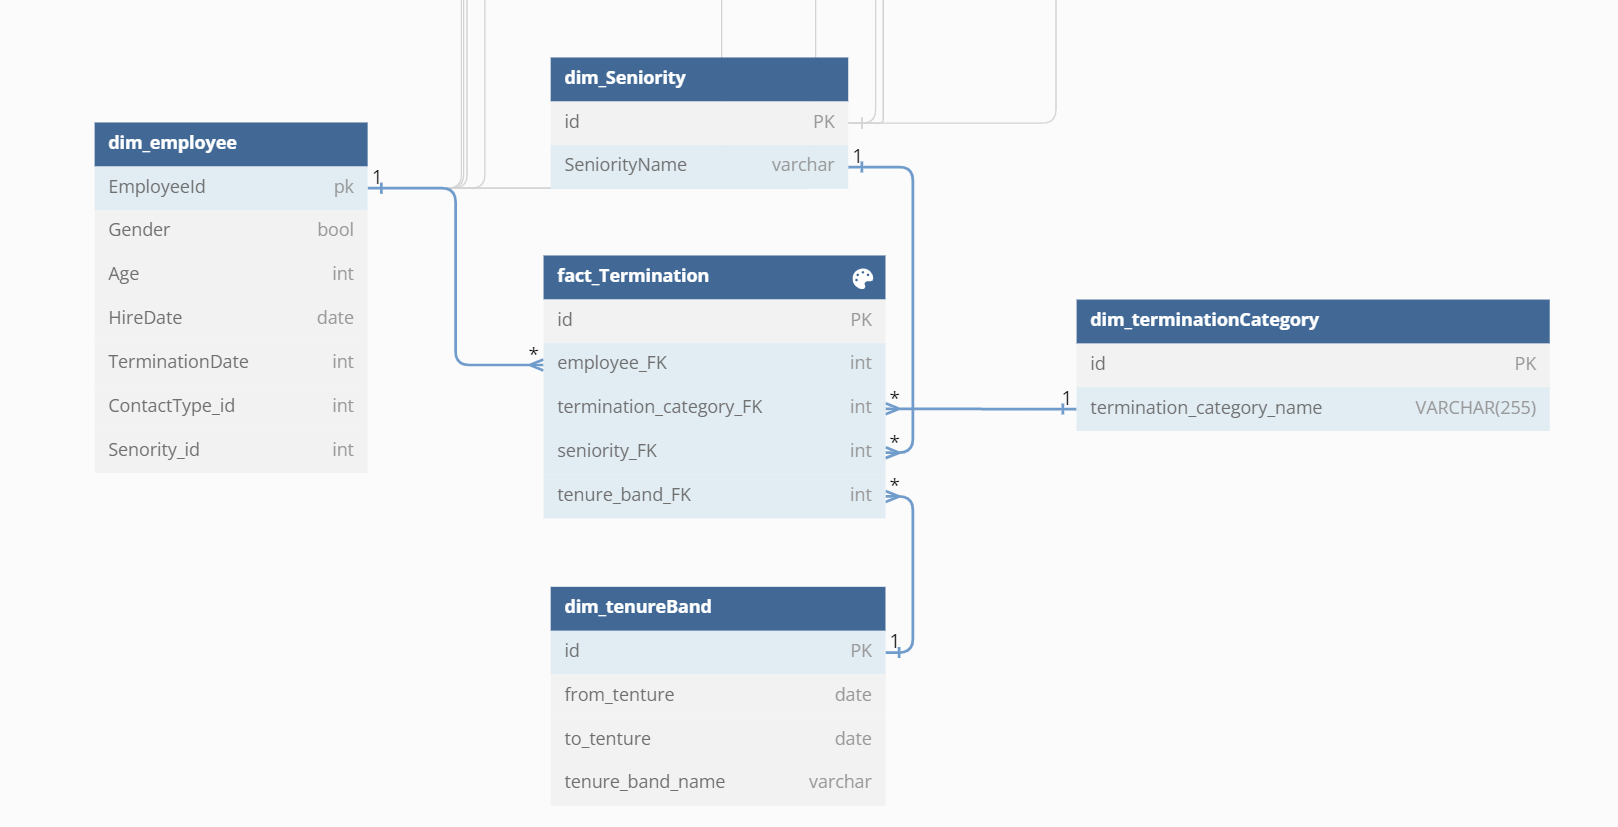 dim_Seniority
id PK
SeniorityName varchar
1
dim_employee
EmployeeId pk
1
Gender bool
Age int
HireDate date
TerminationDate int
ContactType_id int
Senority_id int
fact_Termination
id PK
*
employee_FK int
termination_category_FK int
*
seniority_FK int
*
tenure_band_FK int
*
dim_terminationCategory
id PK
1
termination_category_name VARCHAR(255)
dim_tenureBand
id PK
1
from_tenture date
to_tenture date
tenure_band_name varchar